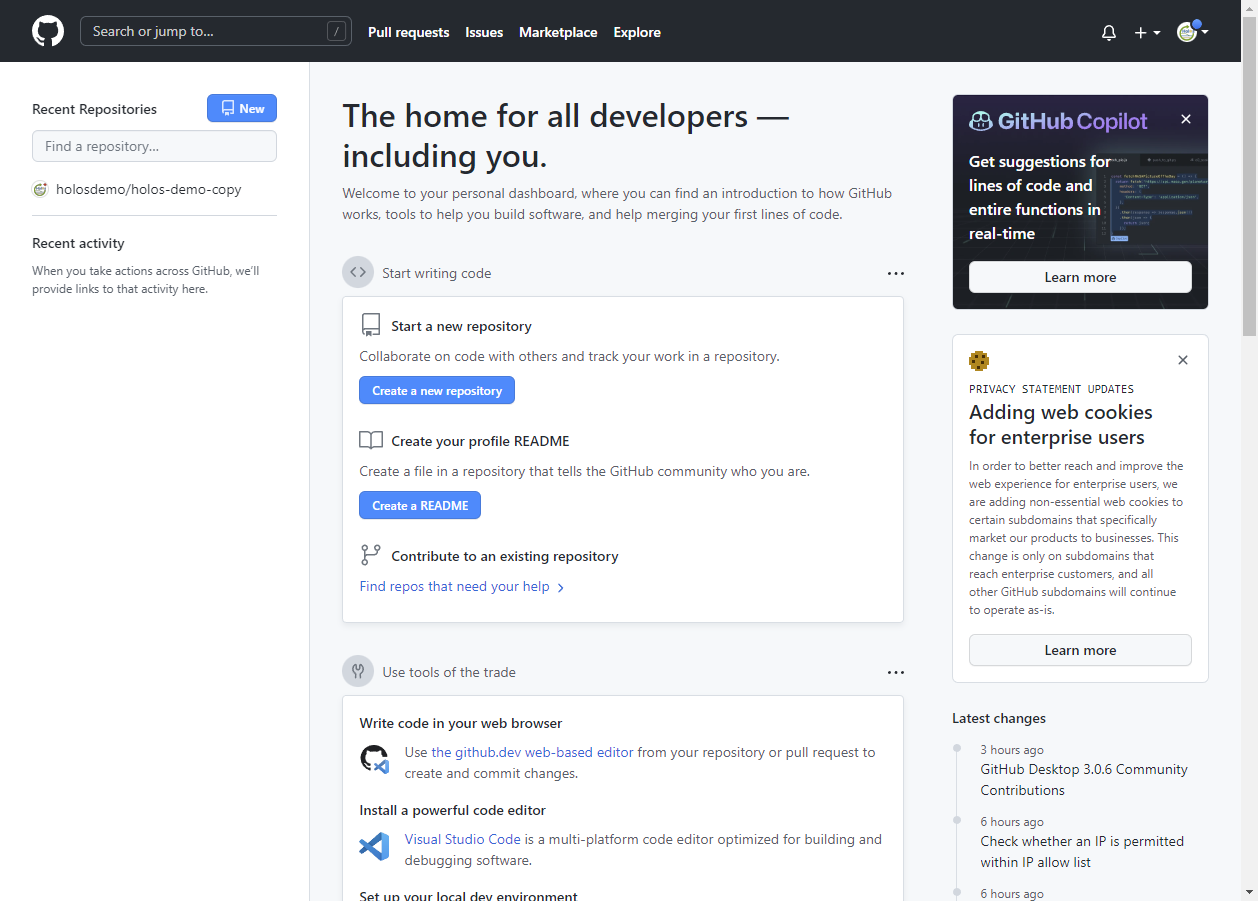 Search or jump to...
/
Pull requests
Issues
Marketplace
Explore
Recent Repositories
New
Find a repository...
holosdemo/holos-demo-copy
Recent activity
When you take actions across GitHub, we'll
provide links to that activity here.
The home for all developers —
including you.
Welcome to your personal dashboard, where you can find an introduction to how GitHub
works, tools to help you build software, and help merging your first lines of code.
Start writing code
Start a new repository
Collaborate on code with others and track your work in a repository.
Create a new repository
Create your profile README
Create a file in a repository that tells the GitHub community who you are.
Create a README
Contribute to an existing repository
Find repos that need your help
Use tools of the trade
Write code in your web browser
Use the github.dev web-based editor from your repository or pull request to
create and commit changes.
Install a powerful code editor
Visual Studio Code is a multi-platform code editor optimized for building and
debugging software.
Set up your local dev environment
GitHub Copilot
Get suggestions for
lines of code and
entire functions in
real-time
Learn more
PRIVACY STATEMENT UPDATES
Adding web cookies
for enterprise users
In order to better reach and improve the
web experience for enterprise users, we
are adding non-essential web cookies to
certain subdomains that specifically
market our products to businesses. This
change is only on subdomains that
reach enterprise customers, and all
other GitHub subdomains will continue
to operate as-is.
Learn more
Latest changes
3 hours ago
GitHub Desktop 3.0.6 Community
Contributions
6 hours ago
Check whether an IP is permitted
within IP allow list
6 hours ago